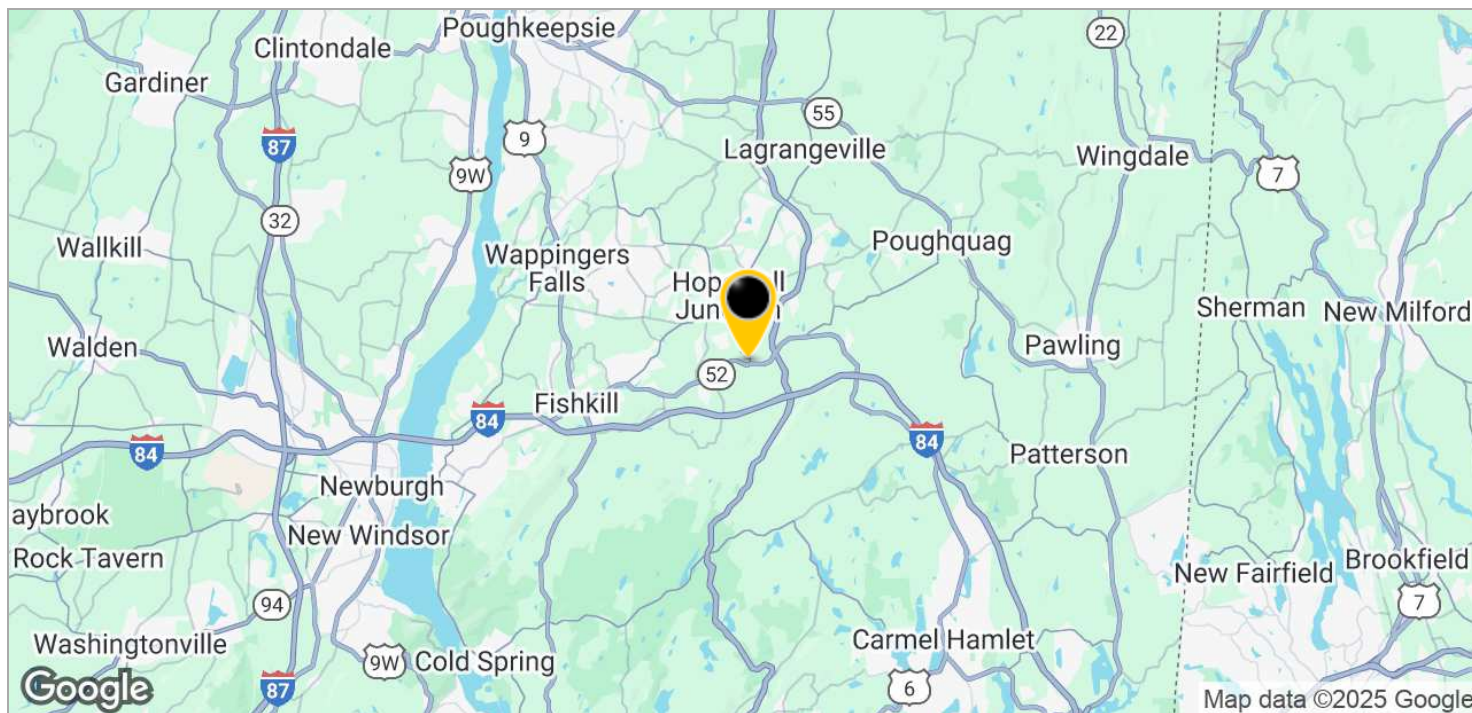 Poughkeepsie
22
Clintondale
Gardiner
55
87
9
Lagrangeville
9W
Wingdale
7
32
Wallkill
Wappingers
Falls
Poughquag
Sherman
New Milford
Walden
Pawling
52
Fishkill
84
84
84
Patterson
Newburgh
aybrook
New Windsor
Rock Tavern
Brookfield
New Fairfield
7
94
Washingtonville
Carmel Hamlet
9W
Cold Spring
87
6
Google
Map data ©2025 Google